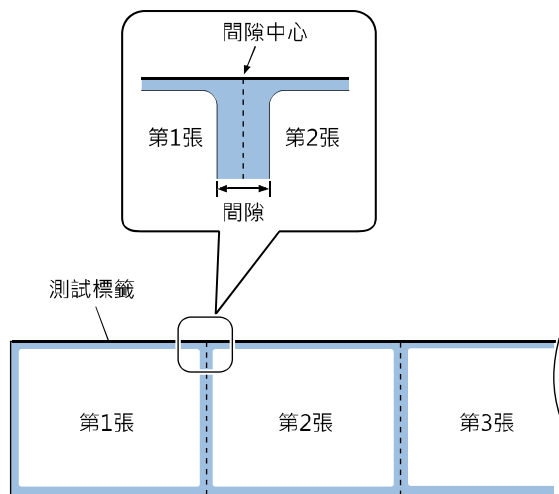 間隙中心
第1張
第2張
間隙
測試標籤
第1張
第2張
第3張